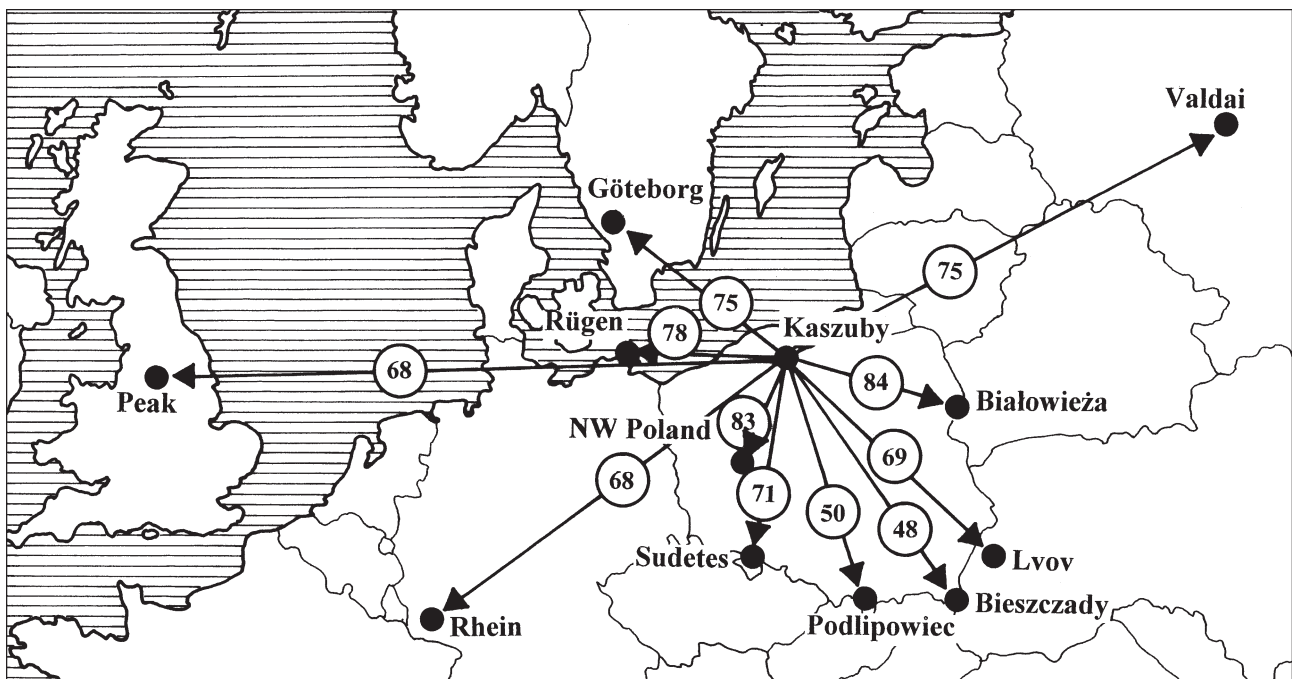 Valdai
Göteborg
75
75
Rügen
78
Kaszuby
68
84
Peak
Białowieża
NW Poland
83
69
68
71
50
48
Sudetes
Lvov
Rhein
Podlipowiec
Bieszczady